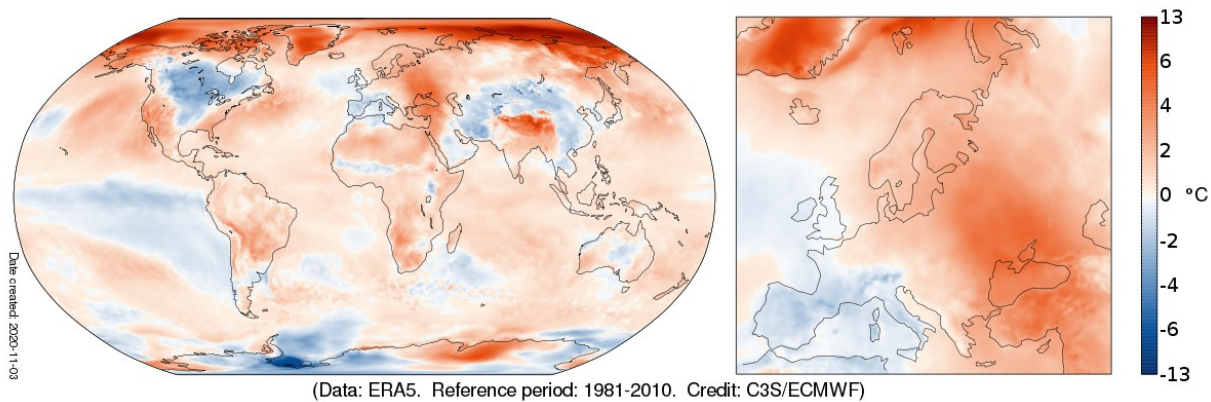 13
6
4
2
0 °C
-2
-4
-6
-13
Date created: 2020-11-03
(Data: ERA5. Reference period: 1981-2010. Credit: C3S/ECMWF)